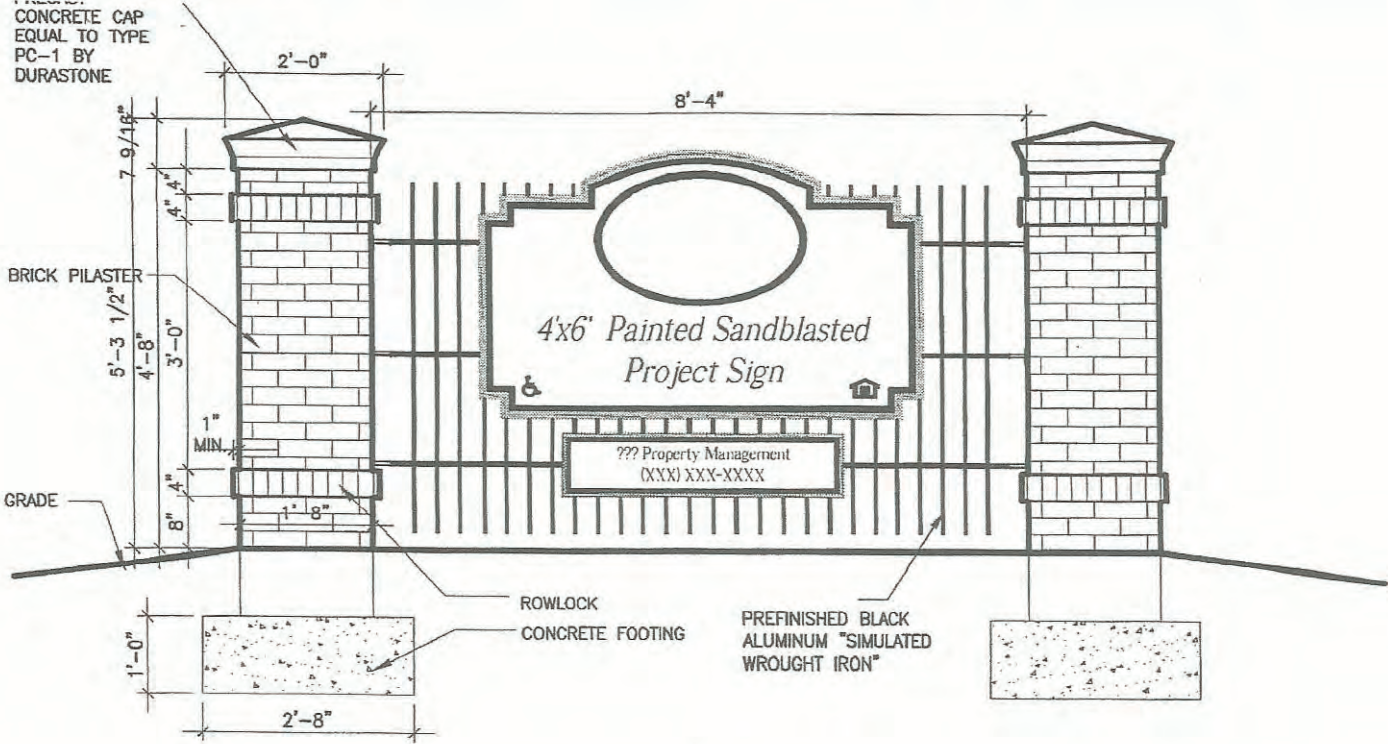 CONCRETE CAP
EQUAL TO TYPE
PC-1 BY
DURASTONE
2'-0"
8'-4"
7 9/16"
4"
4"
BRICK PILASTER
5'-3 1/2"
4'-8"
3'-0"
4'x6' Painted Sandblasted
Project Sign
1"
MIN.
??? Property Management
(XXX) XXX-XXXX
GRADE
4"
8"
1'-8"
ROWLOCK
CONCRETE FOOTING
PREFINISHED BLACK
ALUMINUM "SIMULATED
WROUGHT IRON"
1'-0"
2'-8"